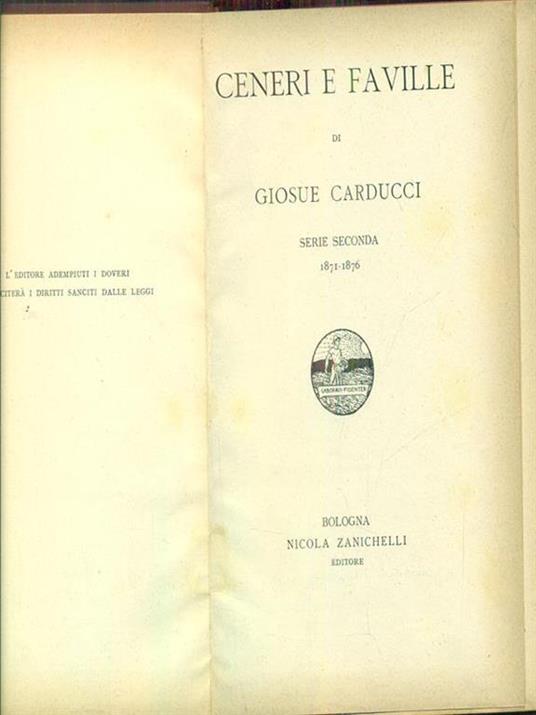 L'EDITORE ADEMPIUTI I DOVERI
CITERÀ I DIRITTI SANCITI DALLE LEGGI
CENERI E FAVILLE
DI
GIOSUE CARDUCCI
SERIE SECONDA
1871-1876
LABORAVI FIDENTER
BOLOGNA
NICOLA ZANICHELLI
EDITORE